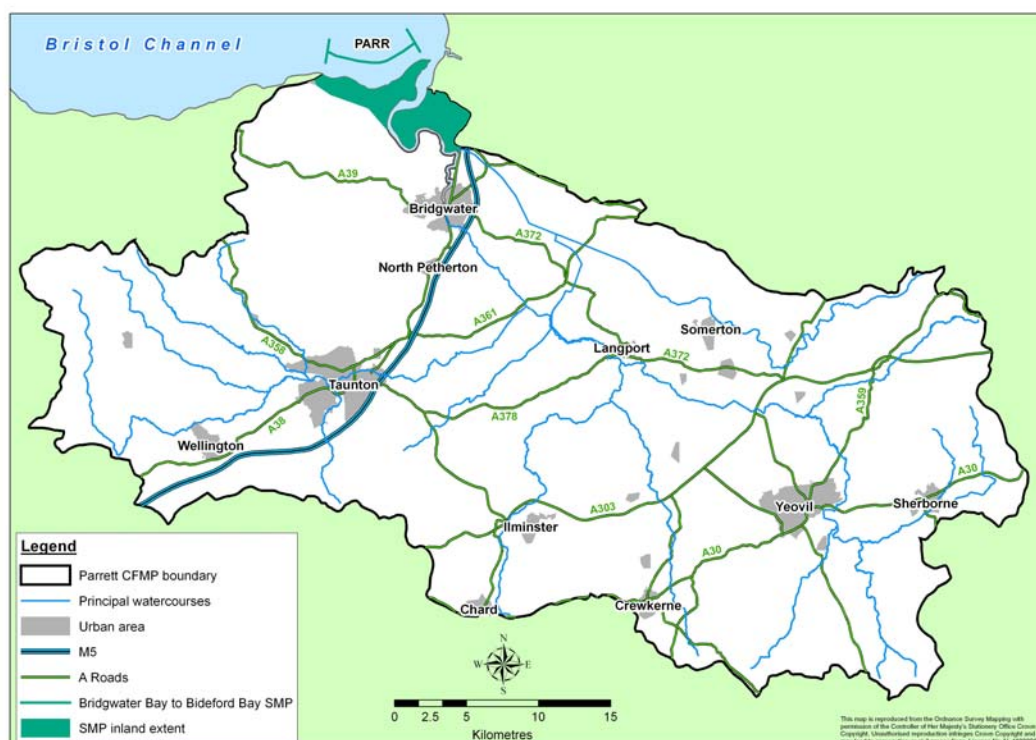 Bristol Channel
PARR
A39
Bridgwater
A372
North Petherton
A361
Somerton
Langport
A358
A372
Taunton
A359
A378
A38
Wellington
A30
Yeovil
Sherborne
A303
Ilminster
A30
Chard
Crewkerne
Legend
Parrett CFMP boundary
Principal watercourses
Urban area
M5
A Roads
Bridgwater Bay to Bideford Bay SMP
SMP inland extent
N
W E
S
0 2.5 5 10 15
Kilometres
This map is reproduced from the Ordnance Survey Mapping with
permission of the Controller of Her Majesty's Stationery Office Crown
Copyright. Unauthorised reproduction infringes Crown Copyright and